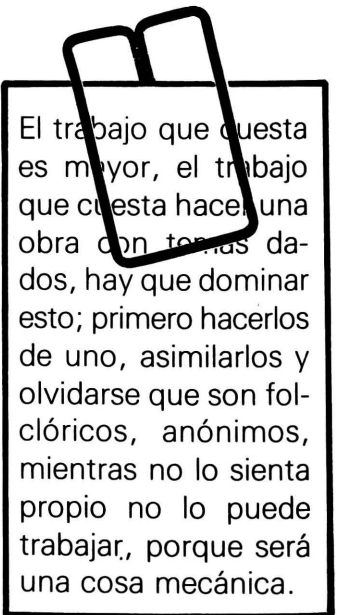 El trabajo que cuesta
es mayor, el trabajo
que cuesta hacer una
obra con temas da-
dos, hay que dominar
esto; primero hacerlos
de uno, asimilarlos y
olvidarse que son fol-
clóricos, anónimos,
mientras no lo sienta
propio no lo puede
trabajar,, porque será
una cosa mecánica.